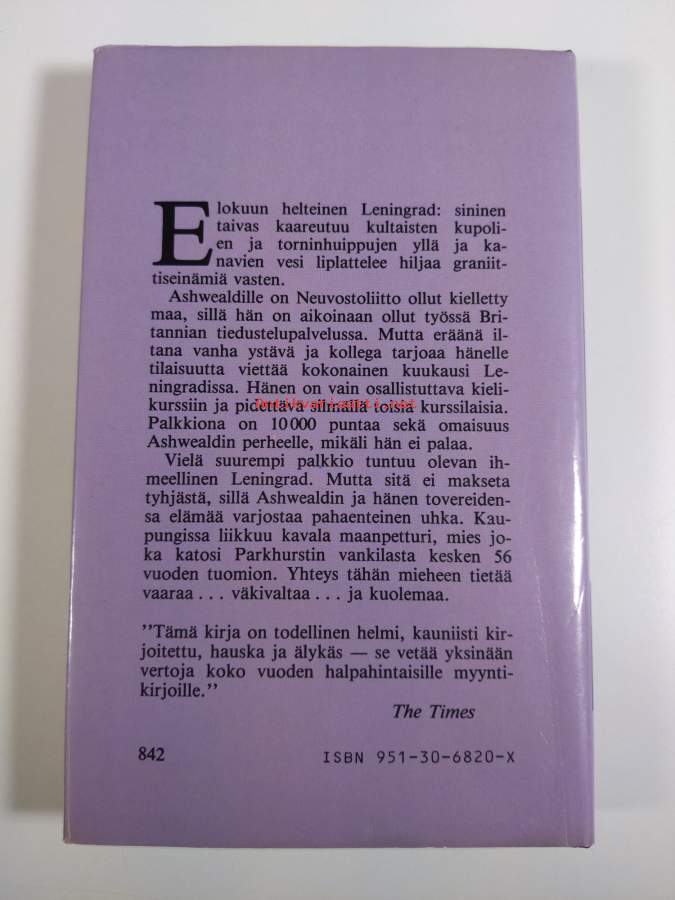 Elokuun helteinen Leningrad: sininen
taivas kaareutuu kultaisten kupoli-
en ja torninhuippujen yllä ja ka-
navien vesi liplattelee hiljaa graniit-
tiseinämiä vasten.
Ashwealdille on Neuvostoliitto ollut kielletty
maa, sillä hän on aikoinaan ollut työssä Bri-
tannian tiedustelupalvelussa. Mutta eräänä il-
tana vanha ystävä ja kollega tarjoaa hänelle
tilaisuutta viettää kokonainen kuukausi Le-
ningradissa. Hänen on vain osallistuttava kieli-
kurssiin ja pidettävä silmällä toisia kurssilaisia.
Antikvariaatti.net
Palkkiona on 10 000 puntaa sekä omaisuus
Ashwealdin perheelle, mikäli hän ei palaa.
Vielä suurempi palkkio tuntuu olevan ih-
meellinen Leningrad. Mutta sitä ei makseta
tyhjästä, sillä Ashwealdin ja hänen tovereiden-
sa elämää varjostaa pahaenteinen uhka. Kau-
pungissa liikkuu kavala maanpetturi, mies jo-
ka katosi Parkhurstin vankilasta kesken 56
vuoden tuomion. Yhteys tähän mieheen tietää
vaaraa . . . väkivaltaa . . . ja kuolemaa.
''Tämä kirja on todellinen helmi, kauniisti kir-
joitettu, hauska ja älykäs — se vetää yksinään
vertoja koko vuoden halpahintaisille myynti-
kirjoille.''
The Times
842
ISBN 951-30-6820-X